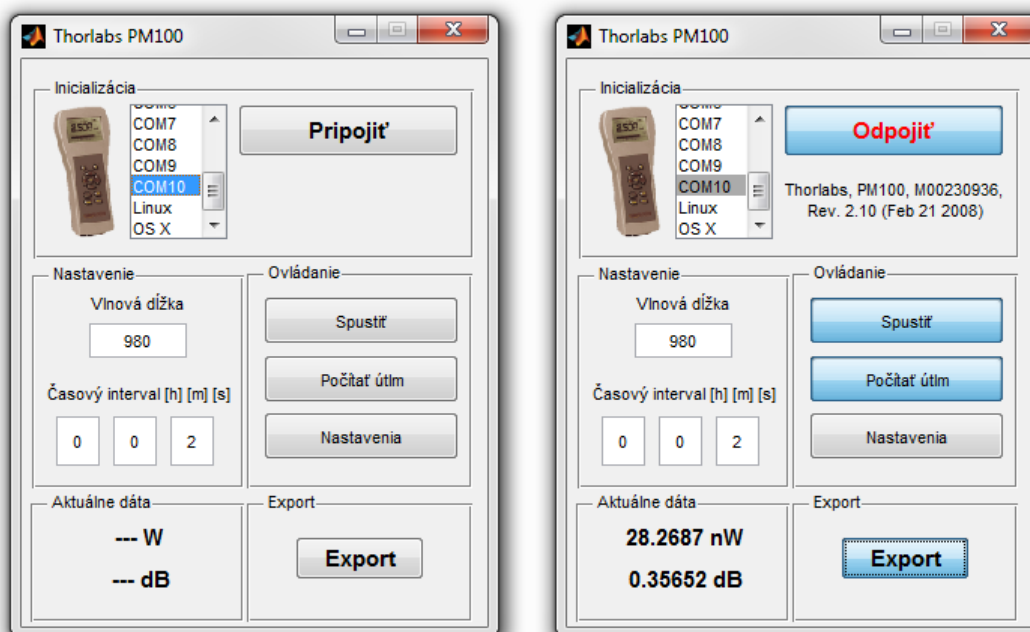 Thorlabs PM100
Inicializácia
COM7
COM8
COM9
COM10
Linux
OS X
Pripojiť
Nastavenie
Vlnová dĺžka
980
Časový interval [h] [m] [s]
0 0 2
Ovládanie
Spustiť
Počítať útlm
Nastavenia
Aktuálne dáta
--- W
--- dB
Export
Export
Thorlabs PM100
Inicializácia
COM7
COM8
COM9
COM10
Linux
OS X
Odpojiť
Thorlabs, PM100, M00230936,
Rev. 2.10 (Feb 21 2008)
Nastavenie
Vlnová dĺžka
980
Časový interval [h] [m] [s]
0 0 2
Ovládanie
Spustiť
Počítať útlm
Nastavenia
Aktuálne dáta
28.2687 nW
0.35652 dB
Export
Export